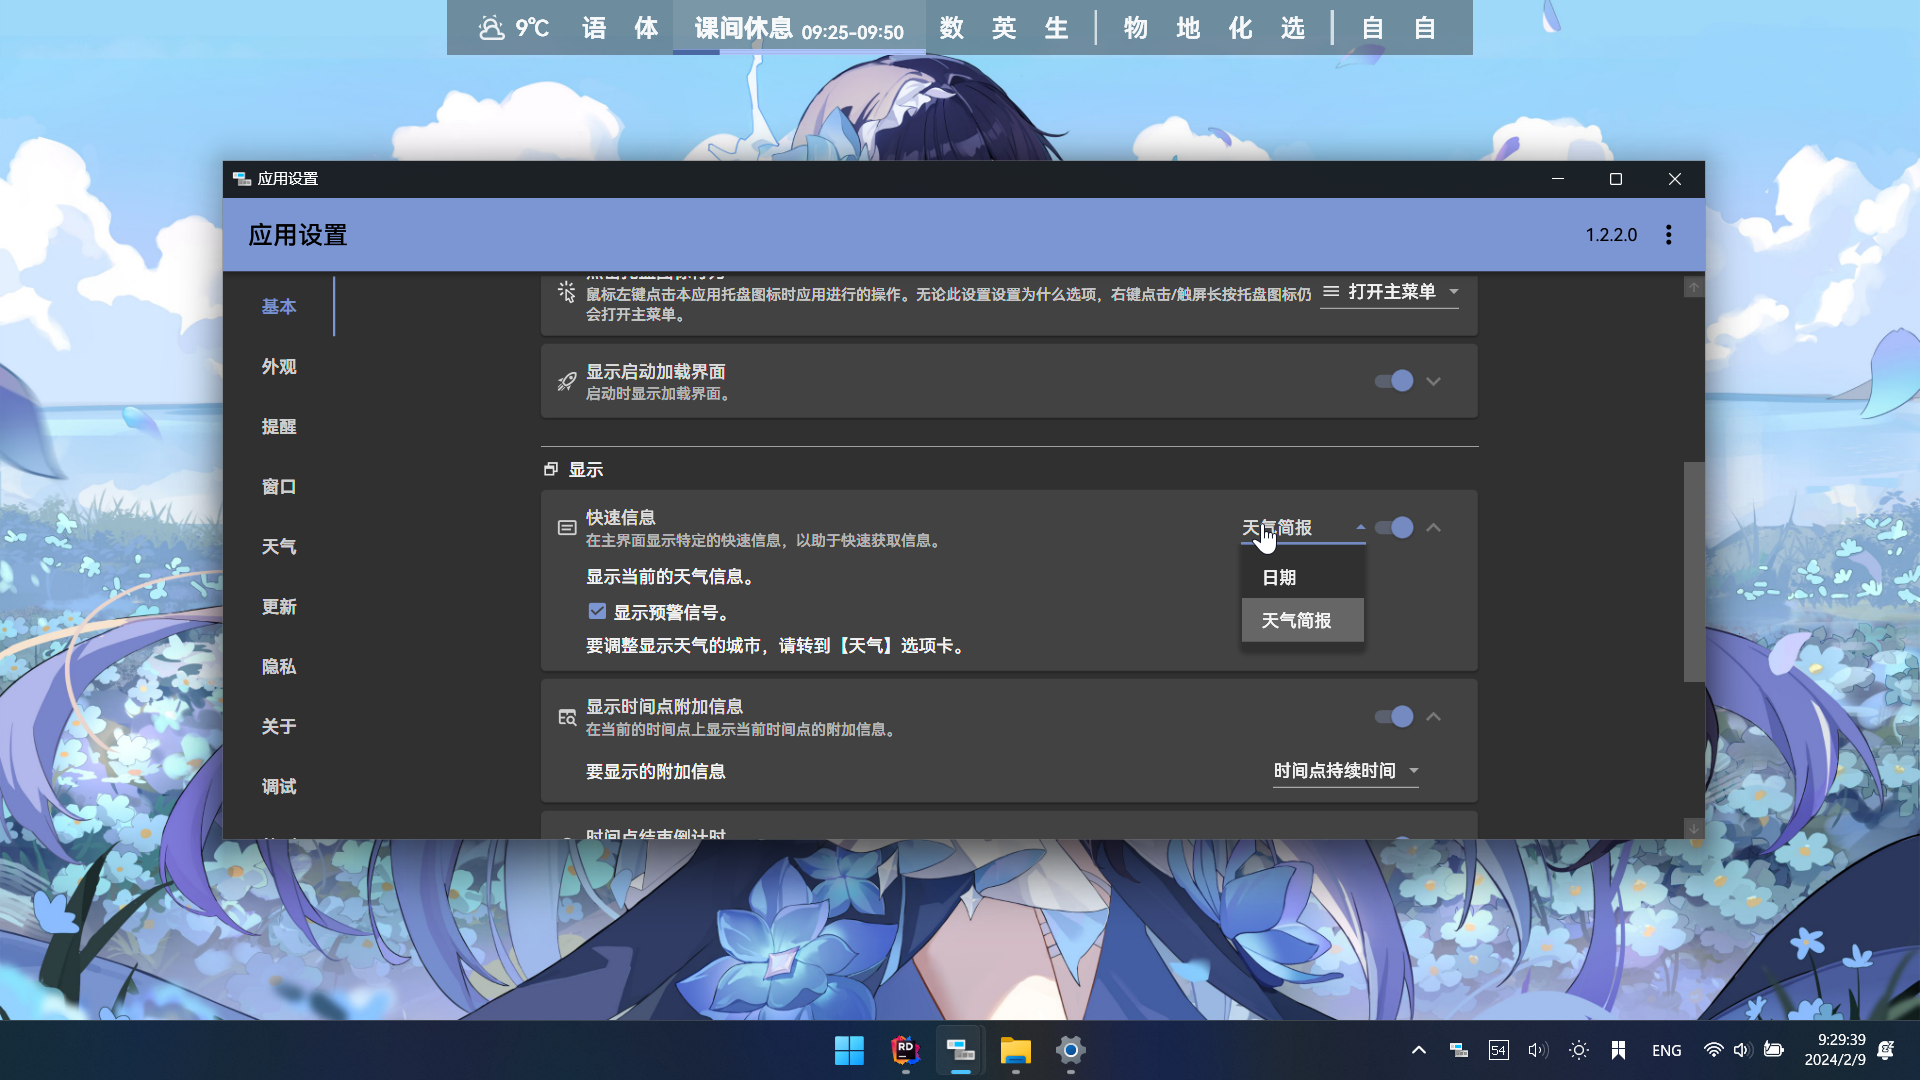 9℃ 语 体 课间休息 09:25-09:50 数 英 生 | 物 地 化 选 | 自 自
应用设置
应用设置
1.2.2.0
基本
外观
提醒
窗口
天气
更新
隐私
关于
调试
鼠标左键点击本应用托盘图标时应用进行的操作。无论此设置设置为什么选项，右键点击/触屏长按托盘图标仍
会打开主菜单。
打开主菜单
显示启动加载界面
启动时显示加载界面。
显示
快速信息
在主界面显示特定的快速信息，以助于快速获取信息。
天气简报
日期
天气简报
显示当前的天气信息。
显示预警信号。
要调整显示天气的城市，请转到【天气】选项卡。
显示时间点附加信息
在当前的时间点上显示当前时间点的附加信息。
要显示的附加信息
时间点持续时间
时间点结束倒计时
RD
54
ENG
9:29:39
2024/2/9